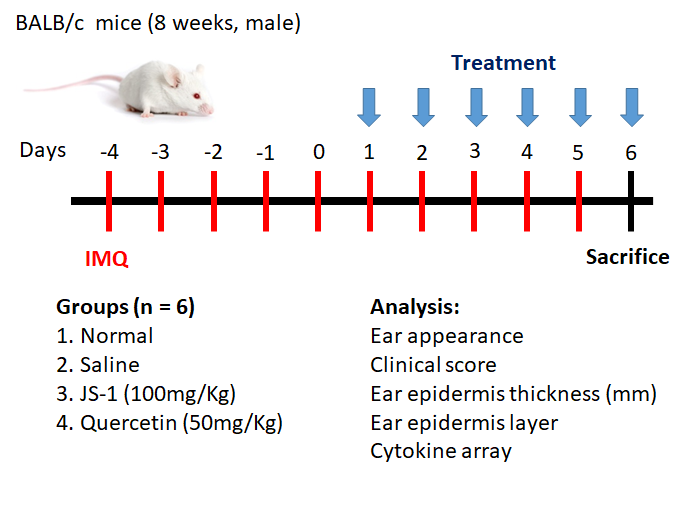 BALB/c mice (8 weeks, male)
Treatment
Days -4 -3 -2 -1 0 1 2 3 4 5 6
IMQ
Sacrifice
Groups (n = 6)
1. Normal
2. Saline
3. JS-1 (100mg/Kg)
4. Quercetin (50mg/Kg)
Analysis:
Ear appearance
Clinical score
Ear epidermis thickness (mm)
Ear epidermis layer
Cytokine array